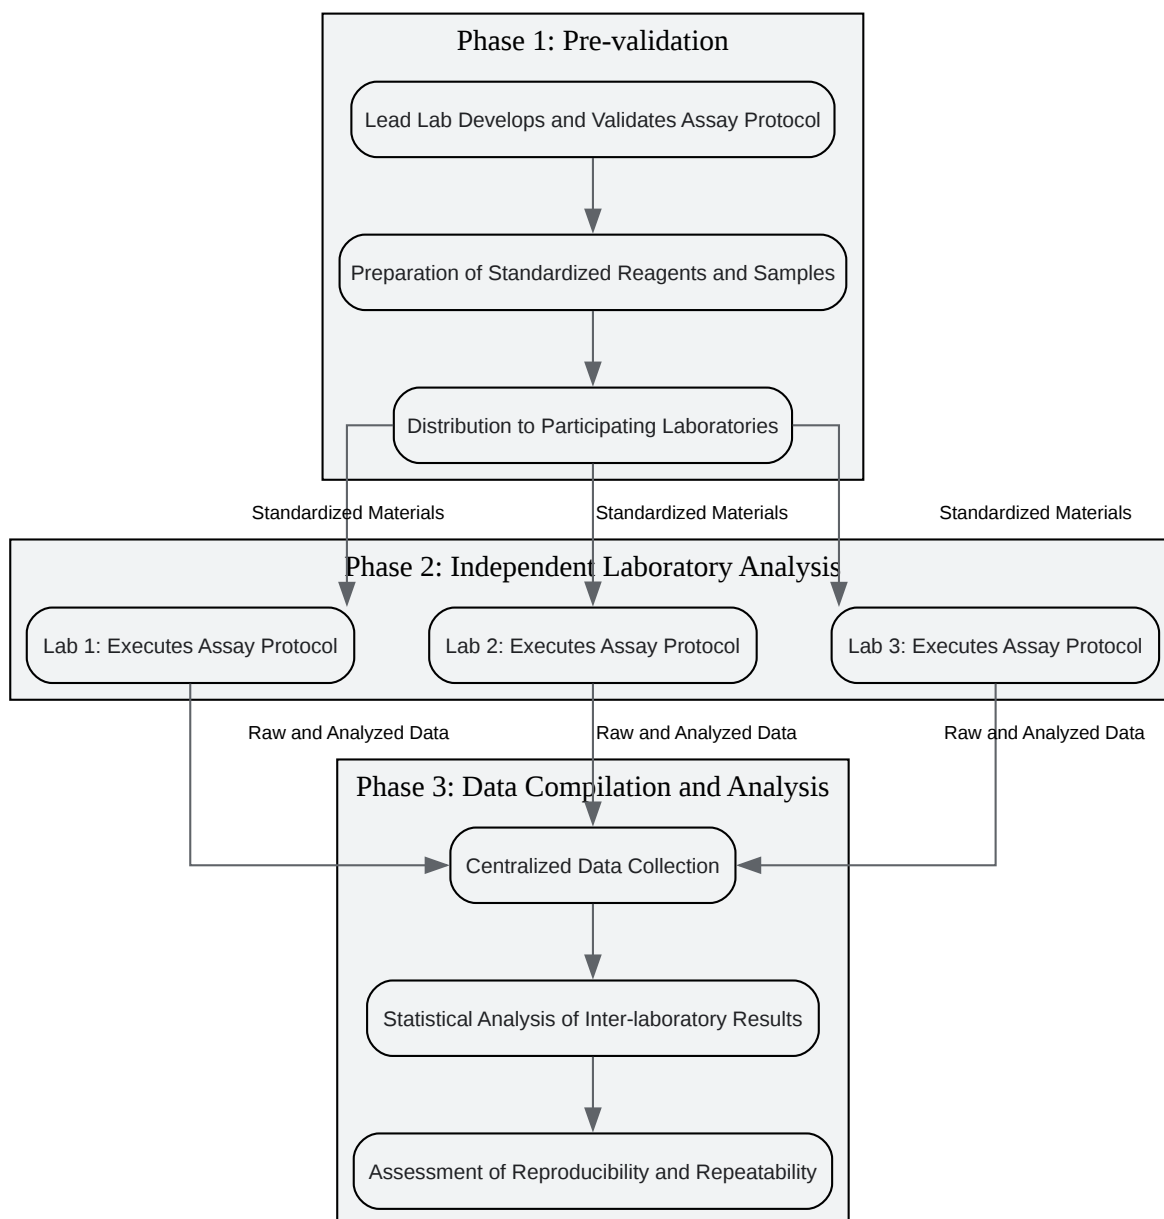 Phase 1: Pre-validation
Lead Lab Develops and Validates Assay Protocol
Preparation of Standardized Reagents and Samples
Distribution to Participating Laboratories
Standardized Materials
Standardized Materials
Standardized Materials
Phase 2: Independent Laboratory Analysis
Lab 1: Executes Assay Protocol
Lab 2: Executes Assay Protocol
Lab 3: Executes Assay Protocol
Raw and Analyzed Data
Raw and Analyzed Data
Raw and Analyzed Data
Phase 3: Data Compilation and Analysis
Centralized Data Collection
Statistical Analysis of Inter-laboratory Results
Assessment of Reproducibility and Repeatability